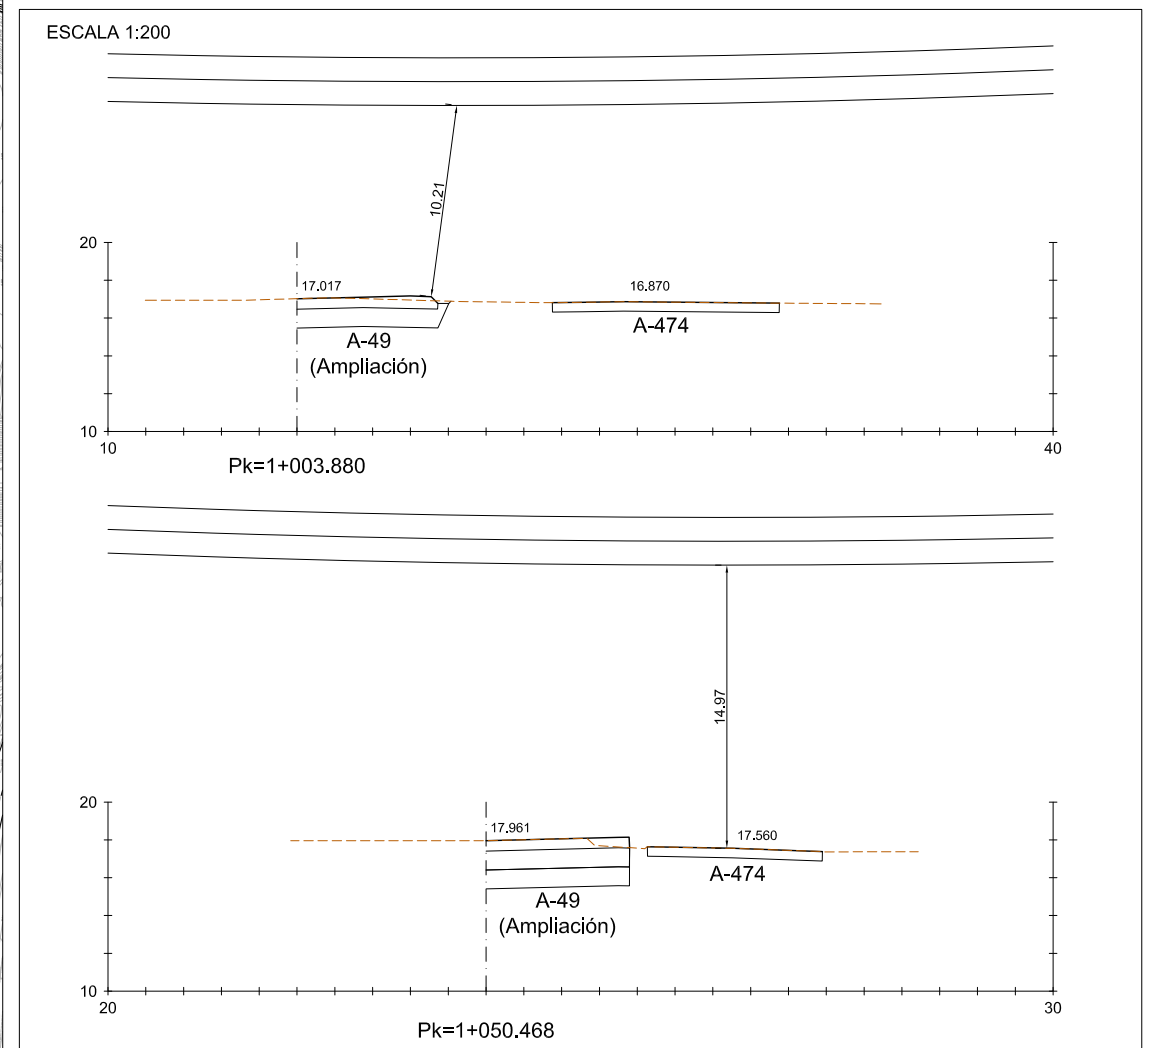 ESCALA 1:200
10.21
20
17.017
16.870
A-474
A-49
(Ampliación)
10
10
40
Pk=1+003.880
14.97
20
17.961
17.560
A-474
A-49
(Ampliación)
10
20
30
Pk=1+050.468